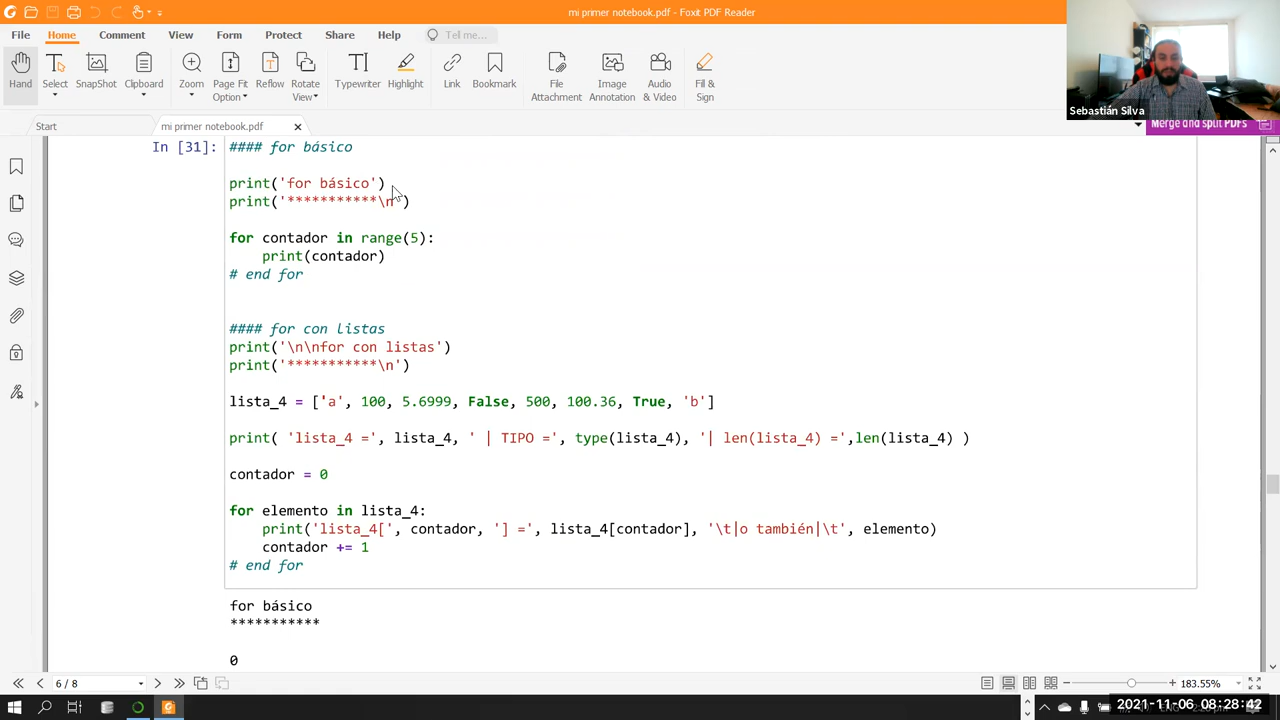 mi primer notebook.pdf - Foxit PDF Reader
File Home Comment View Form Protect Share Help Tell me...
Hand Select SnapShot Clipboard Zoom Page Fit Option Reflow Rotate View Typewriter Highlight Link Bookmark File Attachment Image Annotation Audio & Video Fill & Sign
Sebastián Silva
Merge and split PDFs
Start mi primer notebook.pdf
In [31]: #### for básico
print('for básico')
print('***********\n')
for contador in range(5):
    print(contador)
# end for
#### for con listas
print('\n\nfor con listas')
print('***********\n')
lista_4 = ['a', 100, 5.6999, False, 500, 100.36, True, 'b']
print( 'lista_4 =', lista_4, ' | TIPO =', type(lista_4), '| len(lista_4) =',len(lista_4) )
contador = 0
for elemento in lista_4:
    print('lista_4[', contador, '] =', lista_4[contador], '\t|o también|\t', elemento)
    contador += 1
# end for
for básico
***********
0
6 / 8 183.55%
2021-11-06 08:28:42